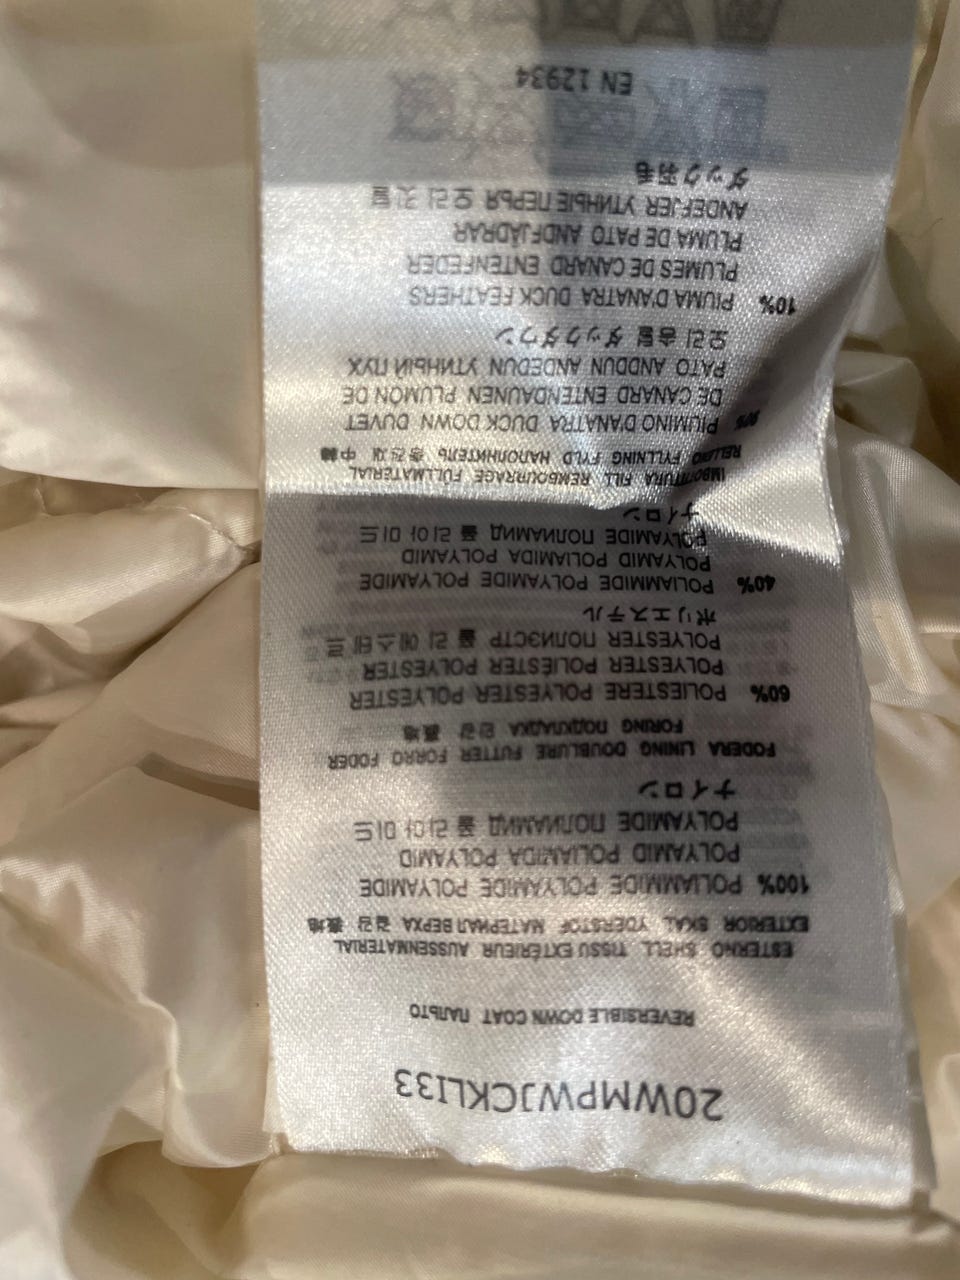 20WMPWJCKLI33
REVERSIBLE DOWN COAT ПАЛЬТО
ESTERNO SHELL TISSU EXTÉRIEUR AUSSENMATERIAL
EXTERIOR SKAL YDERSTOF МАТЕРИАЛ ВЕРХА 겉감 表地
100% POLIAMMIDE POLYAMIDE POLYAMIDE
POLYAMID POLIAMIDA POLYAMID
POLYAMIDE ПОЛИАМИД 폴리아미드
ナイロン
FODERA LINING DOUBLURE FUTTER FORRO FODER
FORING ПОДКЛАДКА 안감 裏地
60% POLIESTERE POLYESTER POLYESTER
POLYESTER POLIÉSTER POLYESTER
POLYESTER ПОЛИЭСТР 폴리에스테르
ポリエステル
40% POLIAMMIDE POLYAMIDE POLYAMIDE
POLYAMID POLIAMIDA POLYAMID
POLYAMIDE ПОЛИАМИД 폴리아미드
ナイロン
IMBOTTITURA FILL REMBOURRAGE FÜLLMATERIAL
RELLENO FYLLNING FYLD НАПОЛНИТЕЛЬ 충전재 中綿
90% PIUMINO D'ANATRA DUCK DOWN DUVET
DE CANARD ENTENDAUNEN PLUMÓN DE
PATO ANDDUN ANDEDUN УТИНЫЙ ПУХ
오리 솜털 ダックダウン
10% PIUMA D'ANATRA DUCK FEATHERS
PLUMES DE CANARD ENTENFEDER
PLUMA DE PATO ANDFJÄDRAR
ANDEFJER УТИНЫЕ ПЕРЬЯ 오리 깃털
ダック羽毛
EN 12934